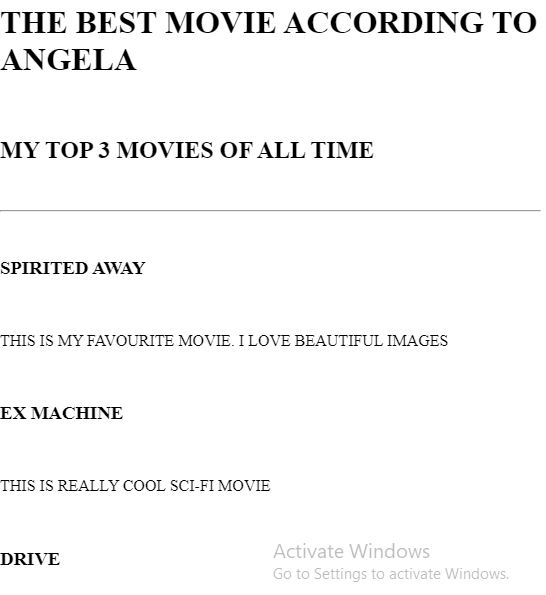 THE BEST MOVIE ACCORDING TO
ANGELA
MY TOP 3 MOVIES OF ALL TIME
SPIRITED AWAY
THIS IS MY FAVOURITE MOVIE. I LOVE BEAUTIFUL IMAGES
EX MACHINE
THIS IS REALLY COOL SCI-FI MOVIE
DRIVE
Activate Windows
Go to Settings to activate Windows.